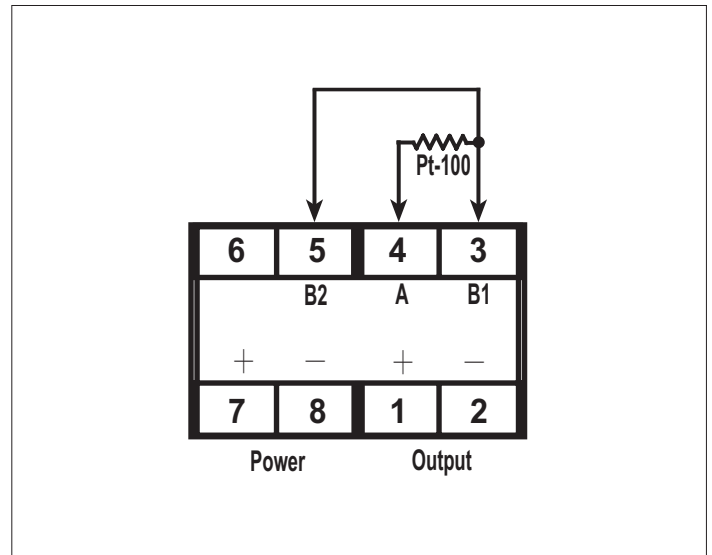 Pt-100
6 5 4 3
B2 A B1
+ − + −
7 8 1 2
Power Output